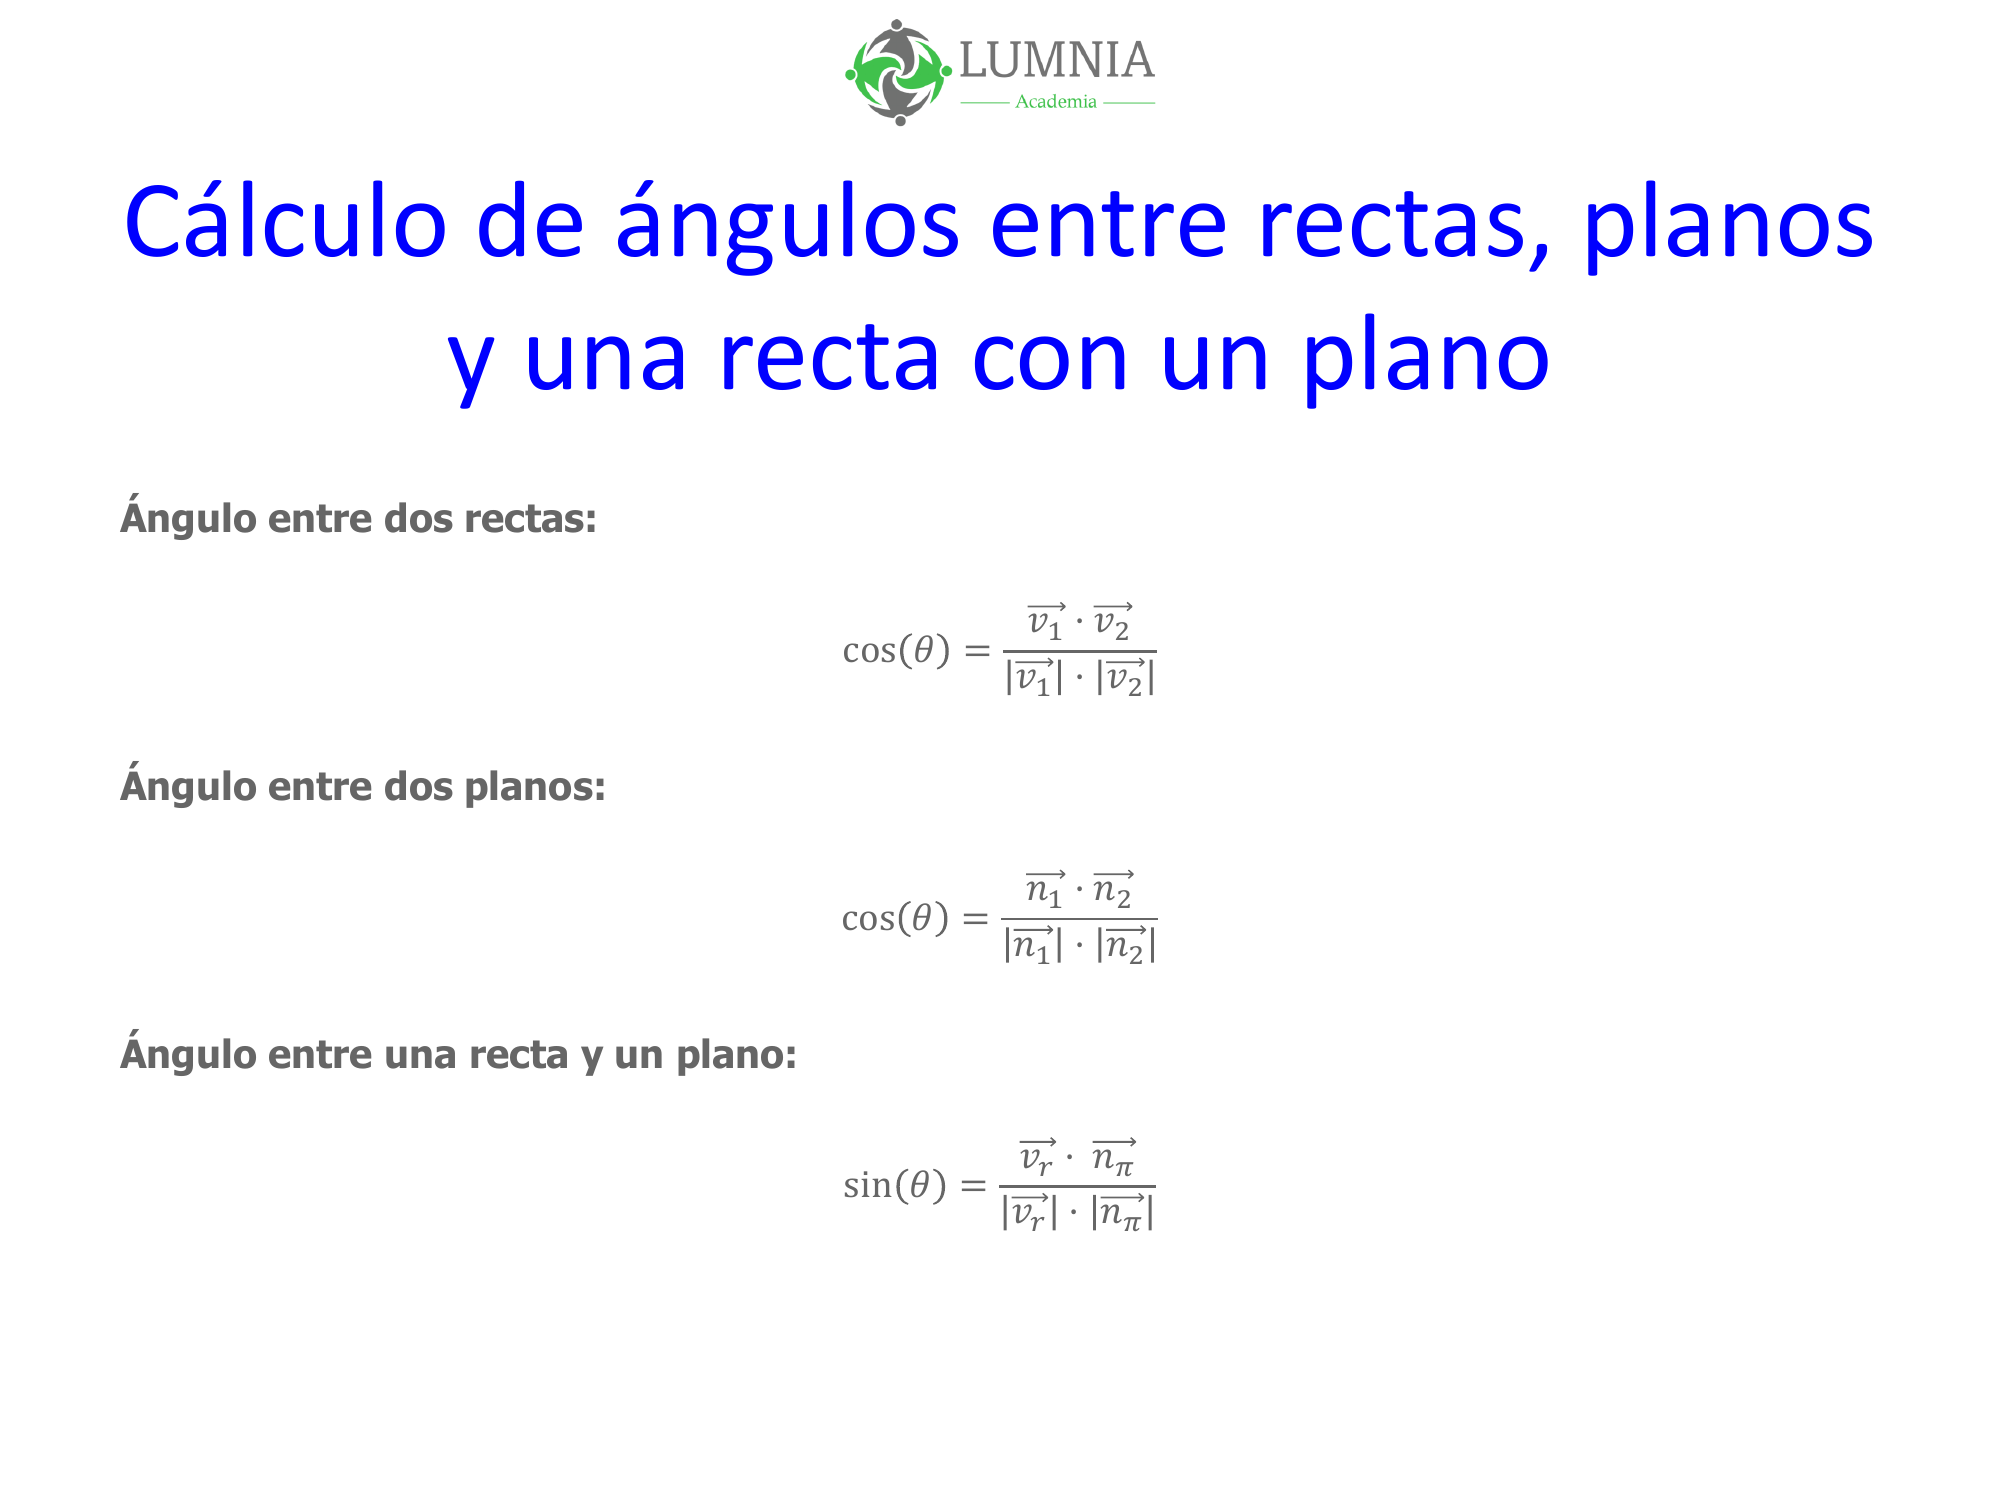 LUMNIA
Academia
Cálculo de ángulos entre rectas, planos
y una recta con un plano
Ángulo entre dos rectas:
$\cos(\theta) = \frac{\overrightarrow{v_1} \cdot \overrightarrow{v_2}}{|\overrightarrow{v_1}| \cdot |\overrightarrow{v_2}|}$
Ángulo entre dos planos:
$\cos(\theta) = \frac{\overrightarrow{n_1} \cdot \overrightarrow{n_2}}{|\overrightarrow{n_1}| \cdot |\overrightarrow{n_2}|}$
Ángulo entre una recta y un plano:
$\sin(\theta) = \frac{\overrightarrow{v_r} \cdot \overrightarrow{n_\pi}}{|\overrightarrow{v_r}| \cdot |\overrightarrow{n_\pi}|}$